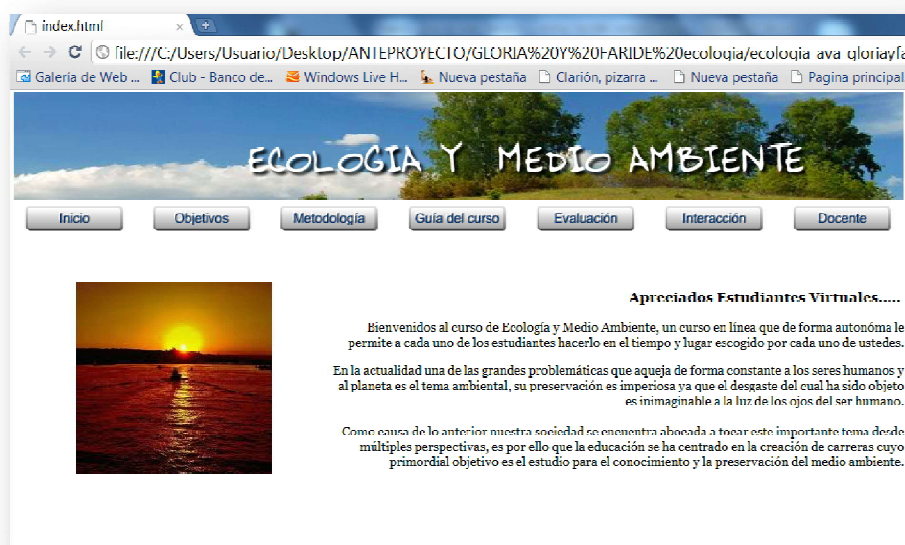 index.html
file:///C:/Users/Usuario/Desktop/ANTEPROYECTO/GLORIA%20Y%20FARIDE%20ecologia/ecologia_ava_gloriayfa
Galería de Web ... Club - Banco de... Windows Live H... Nueva pestaña Clarión, pizarra ... Nueva pestaña Pagina principal
ECOLOGIA Y MEDIO AMBIENTE
Inicio Objetivos Metodología Guía del curso Evaluación Interacción Docente
Apreciados Estudiantes Virtuales.....
Bienvenidos al curso de Ecología y Medio Ambiente, un curso en línea que de forma autonóma le
permite a cada uno de los estudiantes hacerlo en el tiempo y lugar escogido por cada uno de ustedes.
En la actualidad una de las grandes problemáticas que aqueja de forma constante a los seres humanos y
al planeta es el tema ambiental, su preservación es imperiosa ya que el desgaste del cual ha sido objeto
es inimaginable a la luz de los ojos del ser humano.
Como causa de lo anterior nuestra sociedad se encuentra abocada a tocar este importante tema desde
múltiples perspectivas, es por ello que la educación se ha centrado en la creación de carreras cuyo
primordial objetivo es el estudio para el conocimiento y la preservación del medio ambiente.